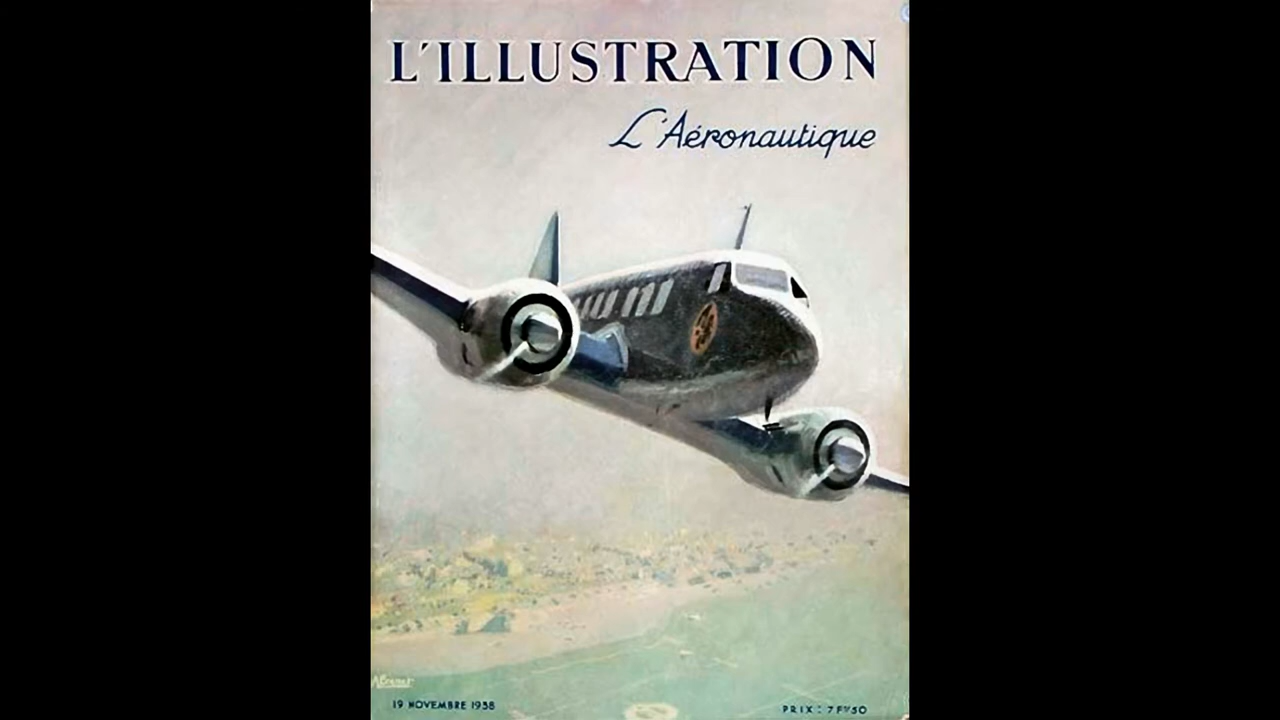 L'ILLUSTRATION
L'Aéronautique
19 NOVEMBRE 1938
PRIX : 7 Frs 50